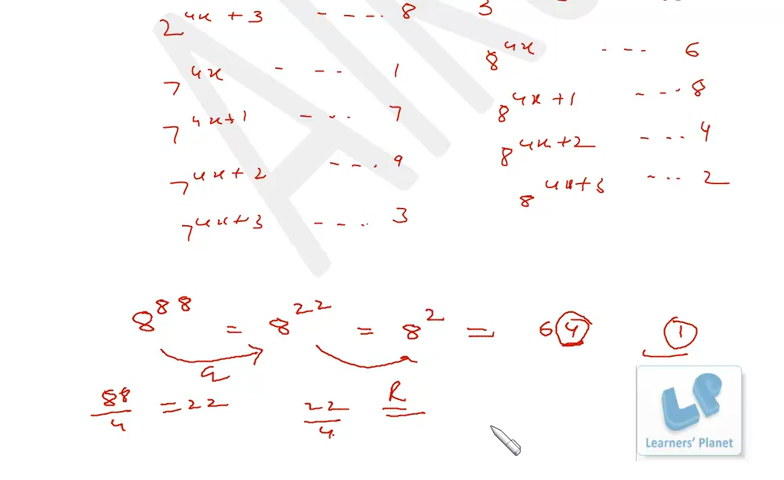 2^{4x+3} ---- 8
7^{4x} ---- 1
7^{4x+1} ---- 7
7^{4x+2} ---- 9
7^{4x+3} ---- 3
3
8^{4x} --- 6
8^{4x+1} ---- 8
8^{4x+2} ---- 4
8^{4x+3} --- 2
8^{88} = 8^{22} = 8^{2} = 64 1
88/4 = 22 22/4 R
LP
Learners' Planet